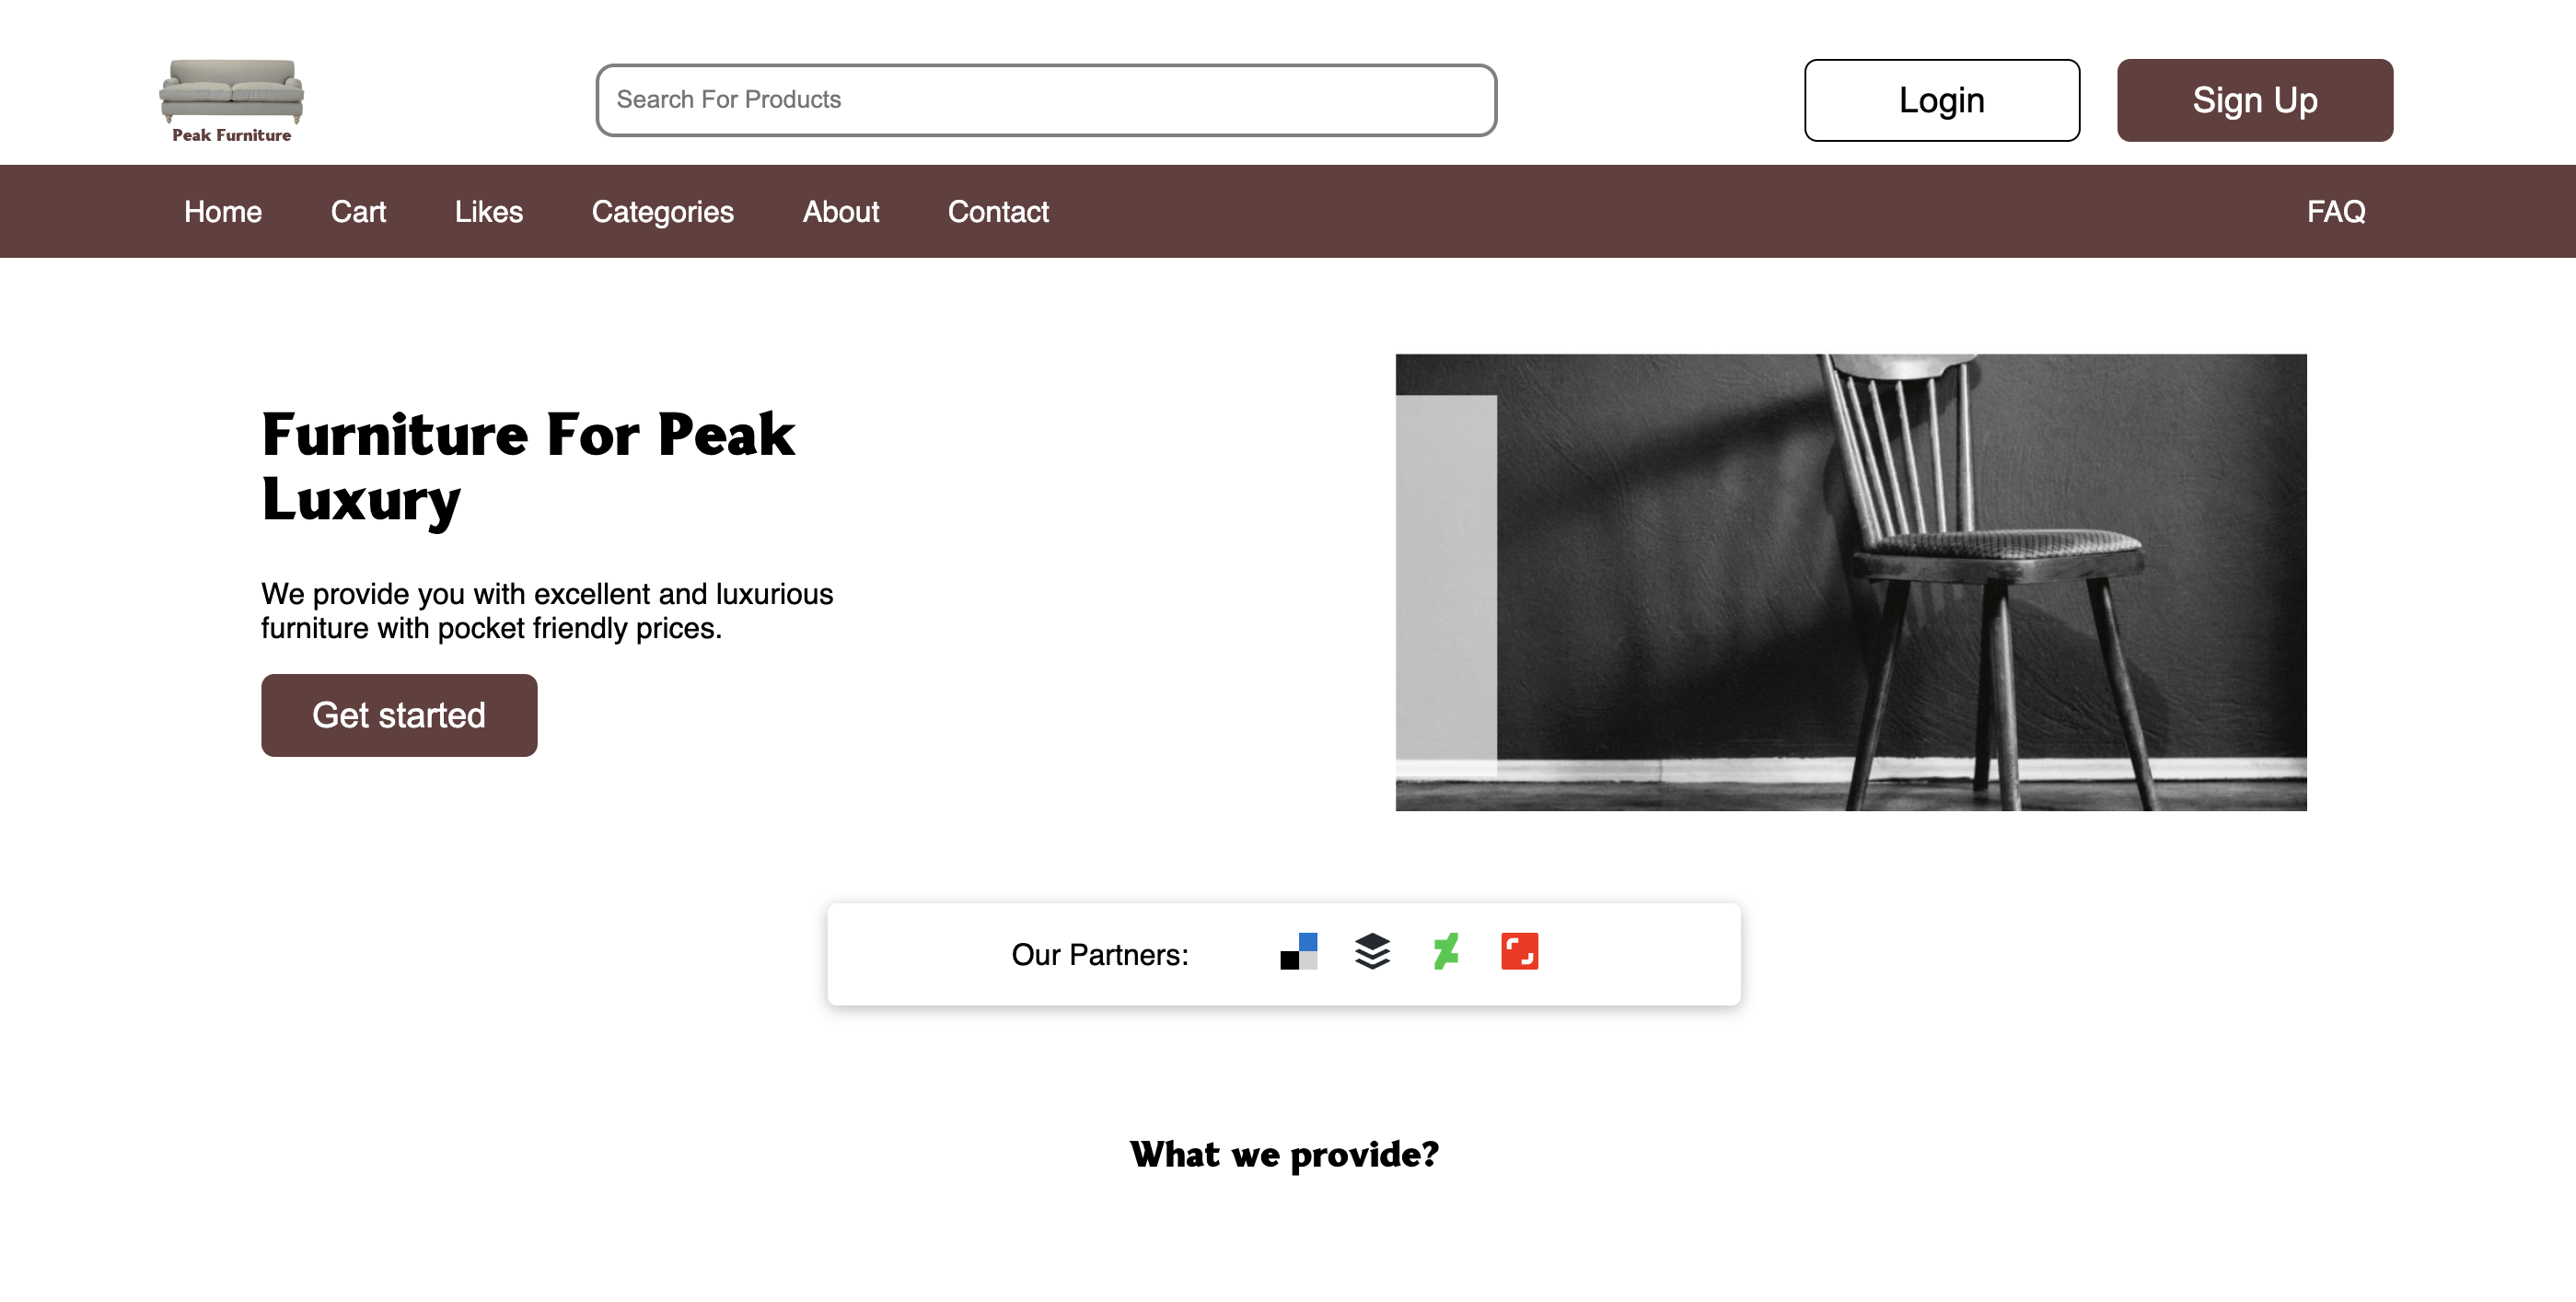 Peak Furniture
Search For Products
Login
Sign Up
Home
Cart
Likes
Categories
About
Contact
FAQ
Furniture For Peak
Luxury
We provide you with excellent and luxurious
furniture with pocket friendly prices.
Get started
Our Partners:
What we provide?